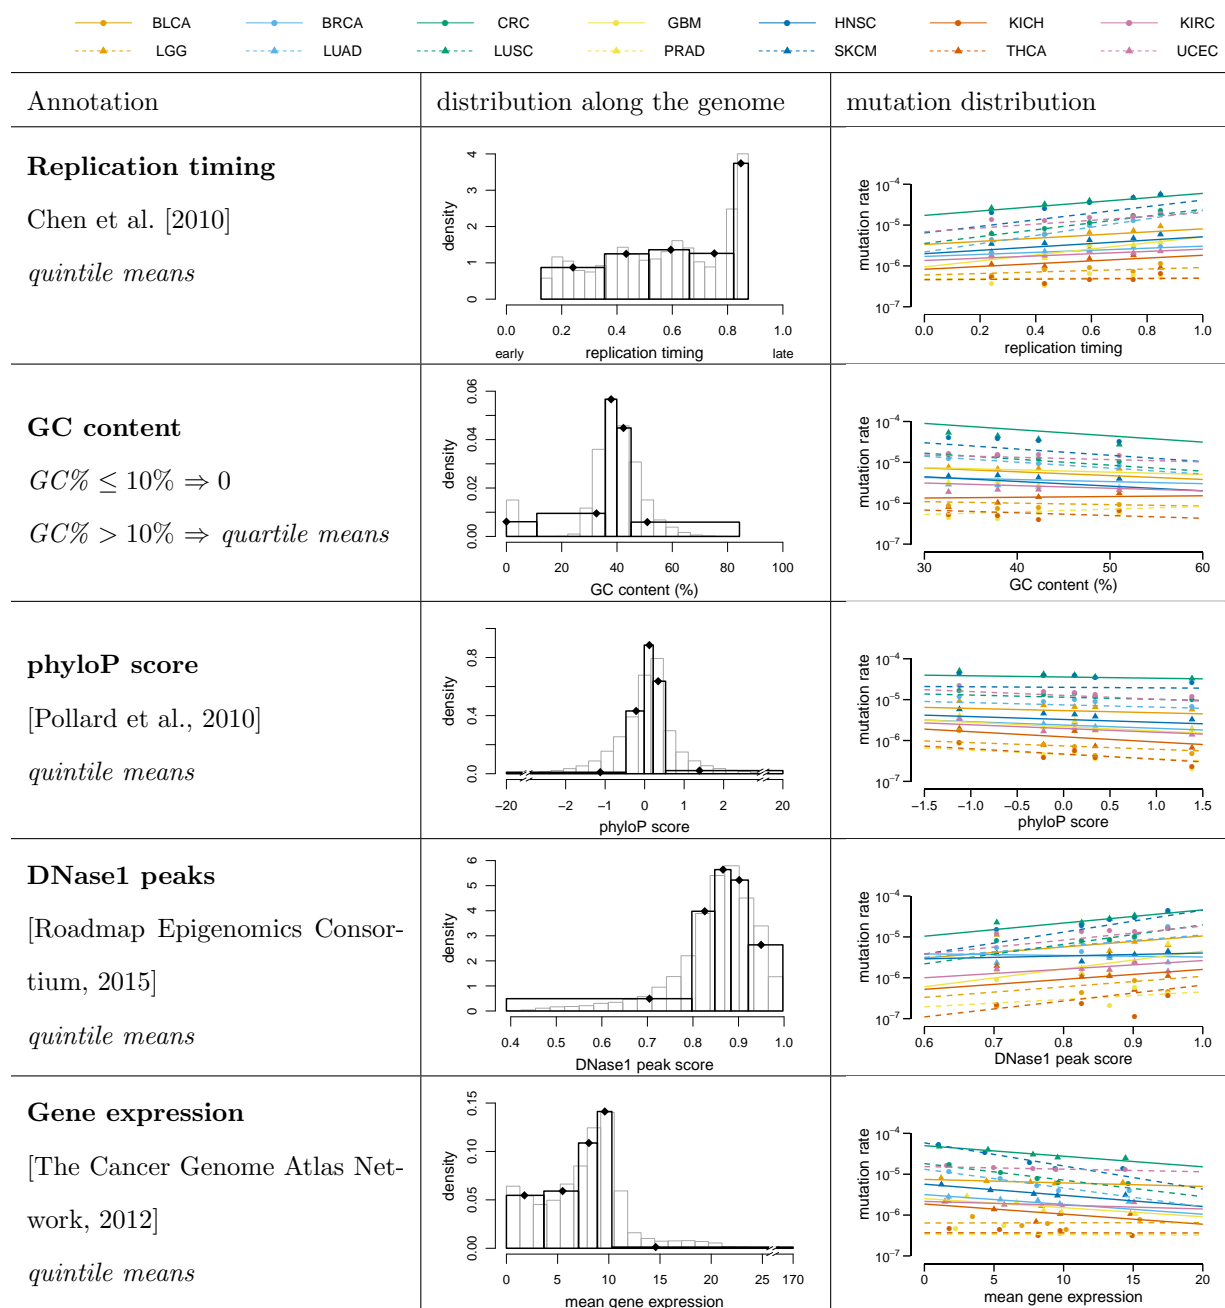 BLCA BRCA CRC GBM HNSC KICH KIRC
LGG LUAD LUSC PRAD SKCM THCA UCEC
Annotation
distribution along the genome
mutation distribution
Replication timing
Chen et al. [2010]
quintile means
density
0 1 2 3 4
0.0 0.2 0.4 0.6 0.8 1.0
early replication timing late
mutation rate
10⁻⁴
10⁻⁵
10⁻⁶
10⁻⁷
0.0 0.2 0.4 0.6 0.8 1.0
replication timing
GC content
GC% ≤ 10% ⇒ 0
GC% > 10% ⇒ quartile means
density
0.00 0.02 0.04 0.06
0 20 40 60 80 100
GC content (%)
mutation rate
10⁻⁴
10⁻⁵
10⁻⁶
10⁻⁷
30 40 50 60
GC content (%)
phyloP score
[Pollard et al., 2010]
quintile means
density
0.0 0.4 0.8
−20 −2 −1 0 1 2 20
phyloP score
mutation rate
10⁻⁴
10⁻⁵
10⁻⁶
10⁻⁷
−1.5 −0.5 0.0 0.5 1.0 1.5
phyloP score
DNase1 peaks
[Roadmap Epigenomics Consor-
tium, 2015]
quintile means
density
0 1 2 3 4 5 6
0.4 0.5 0.6 0.7 0.8 0.9 1.0
DNase1 peak score
mutation rate
10⁻⁴
10⁻⁵
10⁻⁶
10⁻⁷
0.6 0.7 0.8 0.9 1.0
DNase1 peak score
Gene expression
[The Cancer Genome Atlas Net-
work, 2012]
quintile means
density
0.00 0.05 0.10 0.15
0 5 10 15 20 25 170
mean gene expression
mutation rate
10⁻⁴
10⁻⁵
10⁻⁶
10⁻⁷
0 5 10 15 20
mean gene expression